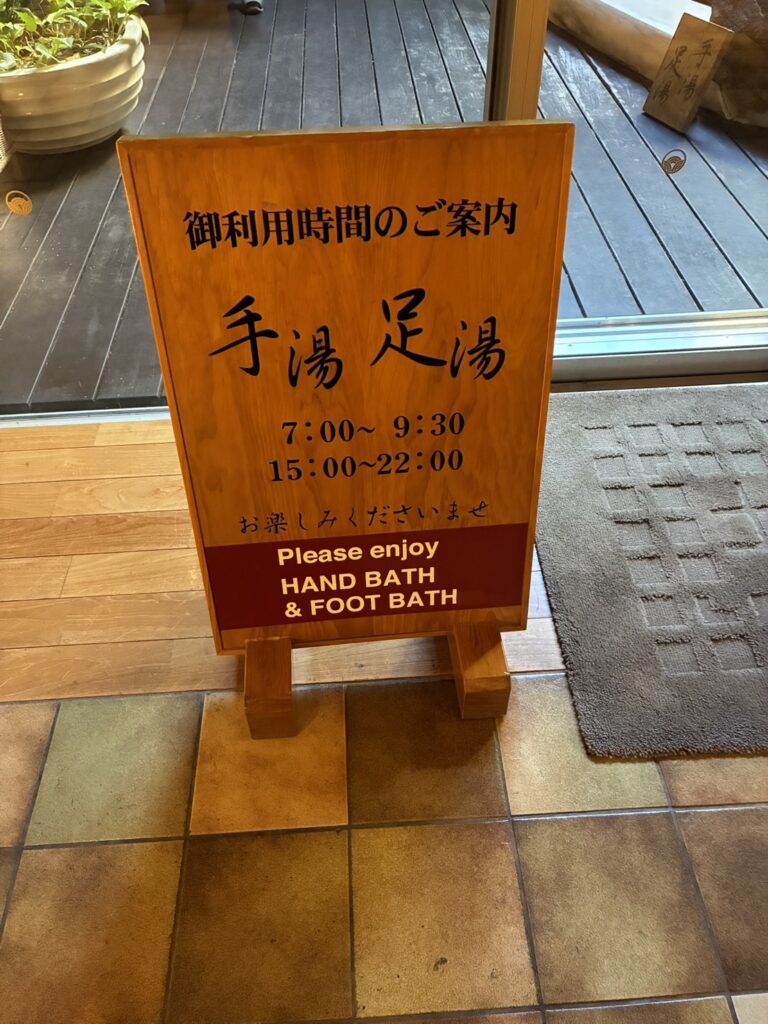 御利用時間のご案内
手湯 足湯
7:00~ 9:30
15:00~22:00
お楽しみくださいませ
Please enjoy
HAND BATH
& FOOT BATH
手湯
足湯